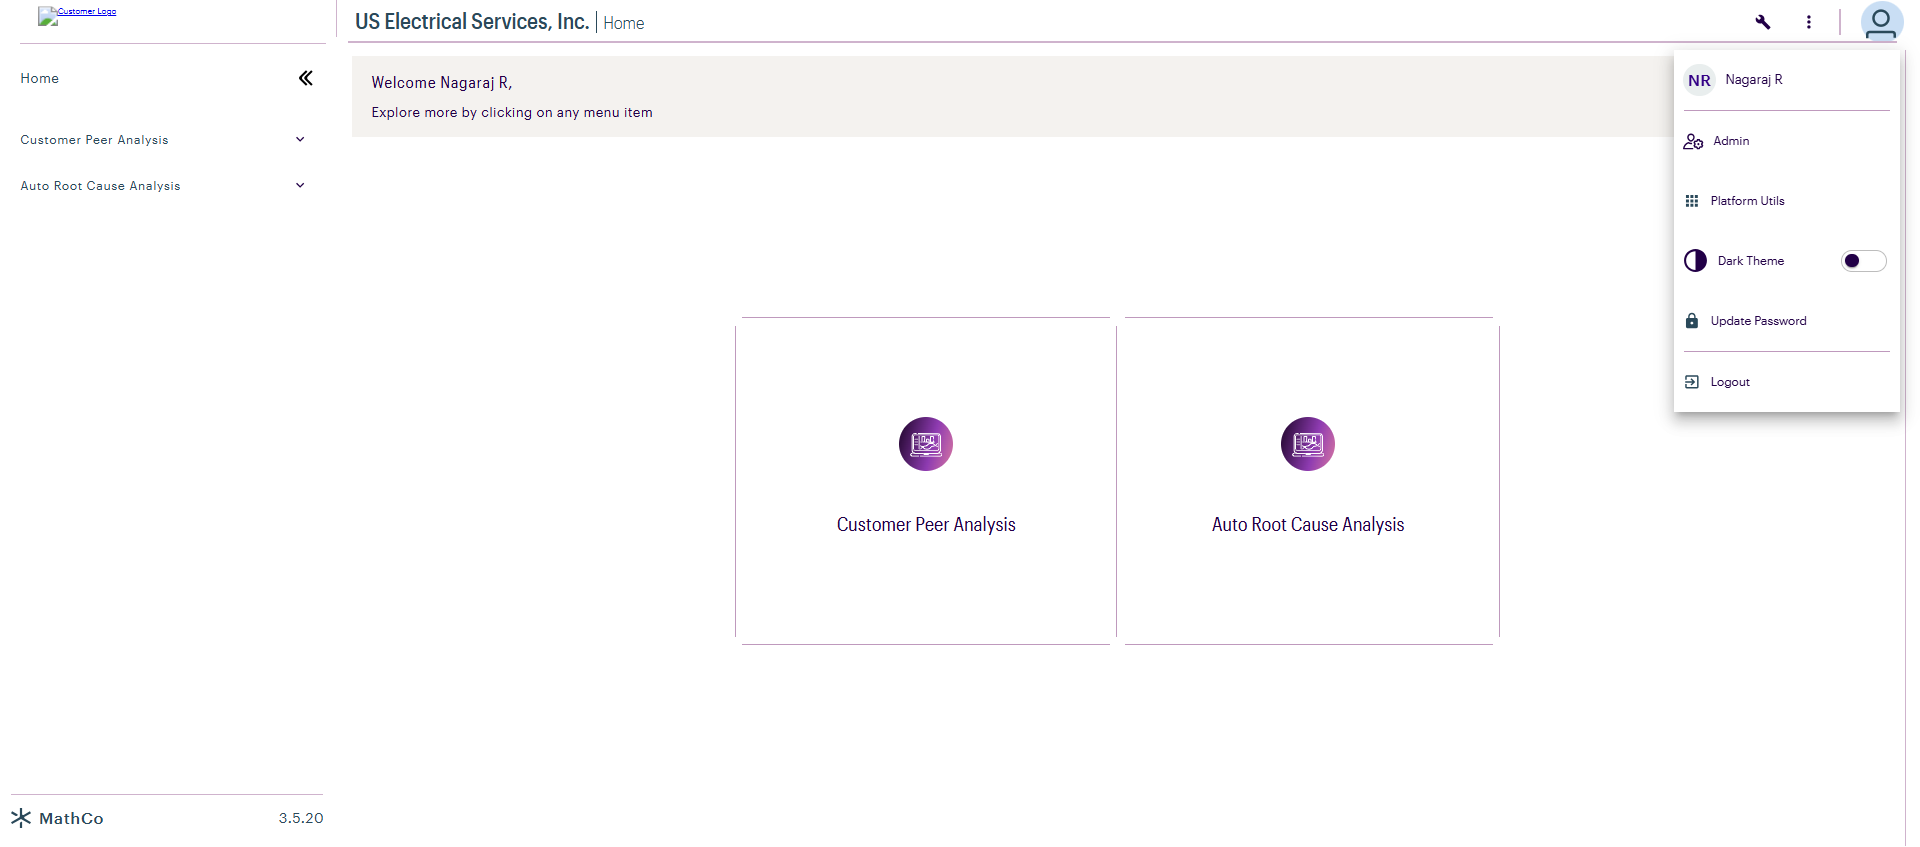 Customer Logo
US Electrical Services, Inc. | Home
Home
Customer Peer Analysis
Auto Root Cause Analysis
Welcome Nagaraj R,
Explore more by clicking on any menu item
NR Nagaraj R
Admin
Platform Utils
Dark Theme
Update Password
Logout
Customer Peer Analysis
Auto Root Cause Analysis
MathCo
3.5.20